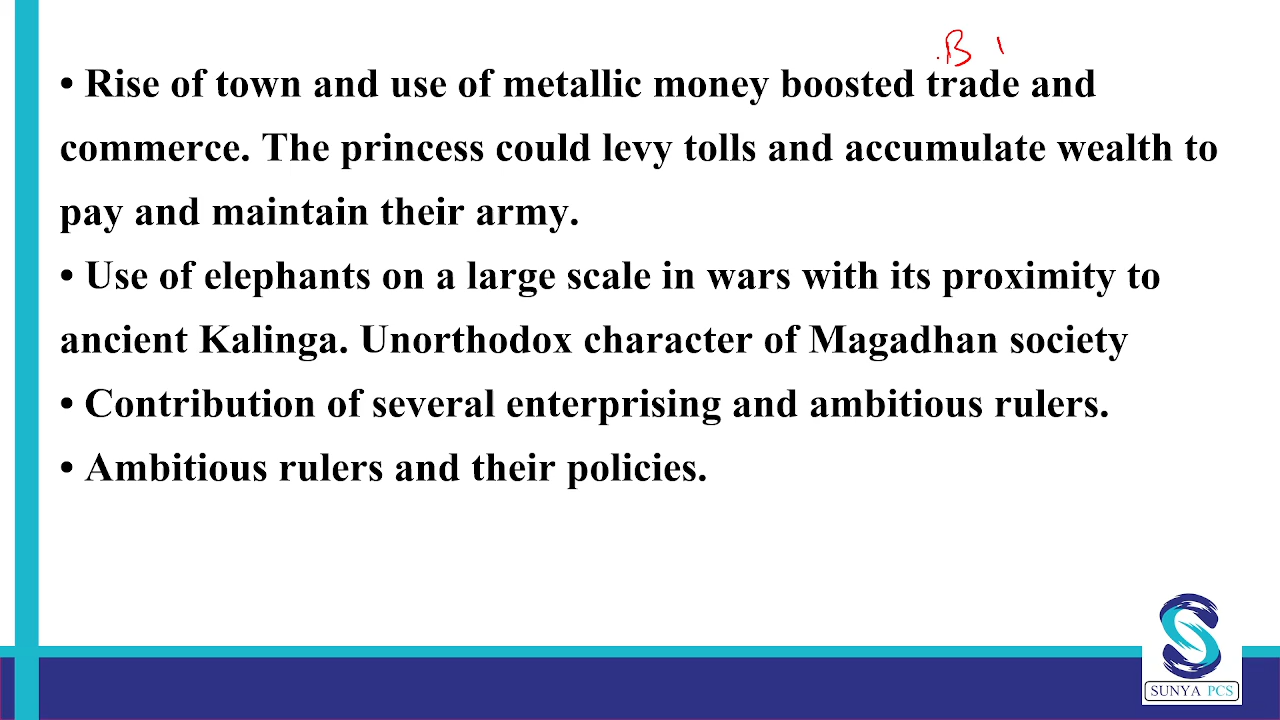 B I
• Rise of town and use of metallic money boosted trade and
commerce. The princess could levy tolls and accumulate wealth to
pay and maintain their army.
• Use of elephants on a large scale in wars with its proximity to
ancient Kalinga. Unorthodox character of Magadhan society
• Contribution of several enterprising and ambitious rulers.
• Ambitious rulers and their policies.
SUNYA PCS